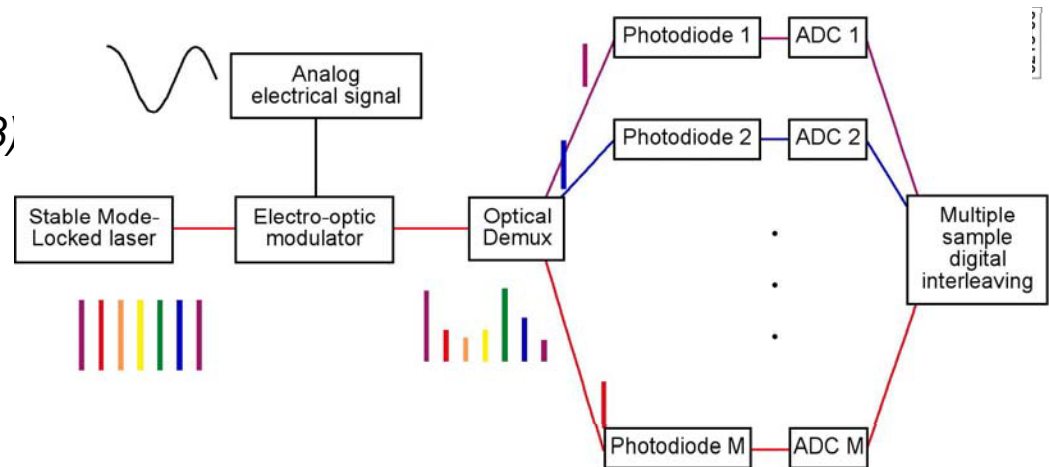 Photodiode 1
ADC 1
Analog
electrical signal
Photodiode 2
ADC 2
Stable Mode-
Locked laser
Electro-optic
modulator
Optical
Demux
Multiple
sample
digital
interleaving
Photodiode M
ADC M